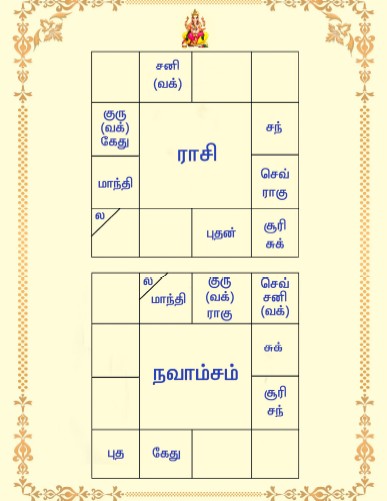 சனி
(வக்)
குரு
(வக்)
கேது
சந்
ராசி
மாந்தி
செவ்
ராகு
ல
புதன்
சூரி
சுக்
ல
மாந்தி
குரு
(வக்)
ராகு
செவ்
சனி
(வக்)
சுக்
நவாம்சம்
சூரி
சந்
புத
கேது